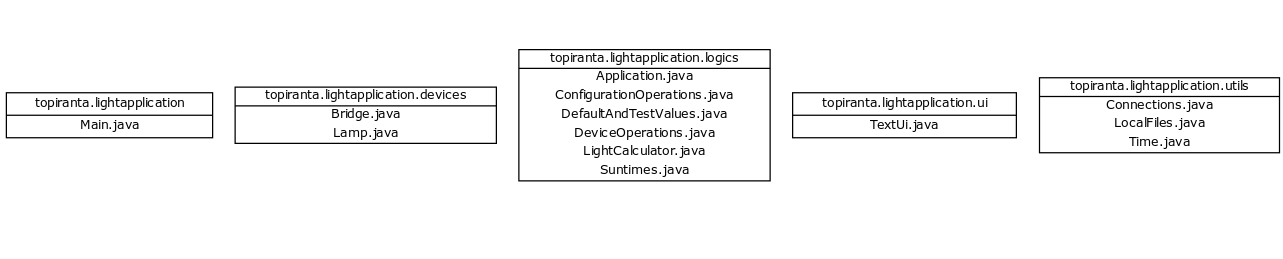 topiranta.lightapplication
Main.java
topiranta.lightapplication.devices
Bridge.java
Lamp.java
topiranta.lightapplication.logics
Application.java
ConfigurationOperations.java
DefaultAndTestValues.java
DeviceOperations.java
LightCalculator.java
Suntimes.java
topiranta.lightapplication.ui
TextUi.java
topiranta.lightapplication.utils
Connections.java
LocalFiles.java
Time.java